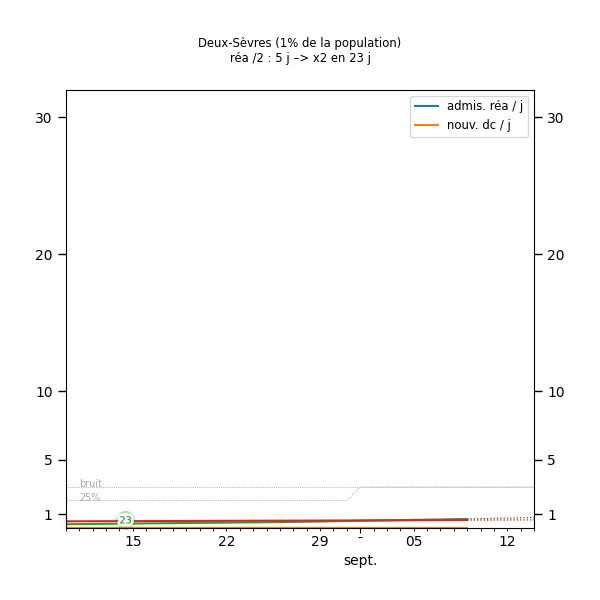 Deux-Sèvres (1% de la population)
réa /2 : 5 j –> x2 en 23 j
admis. réa / j
nouv. dc / j
30 30
20 20
10 10
5 5
bruit
25%
1 23 1
15 22 29 - 05 12
sept.